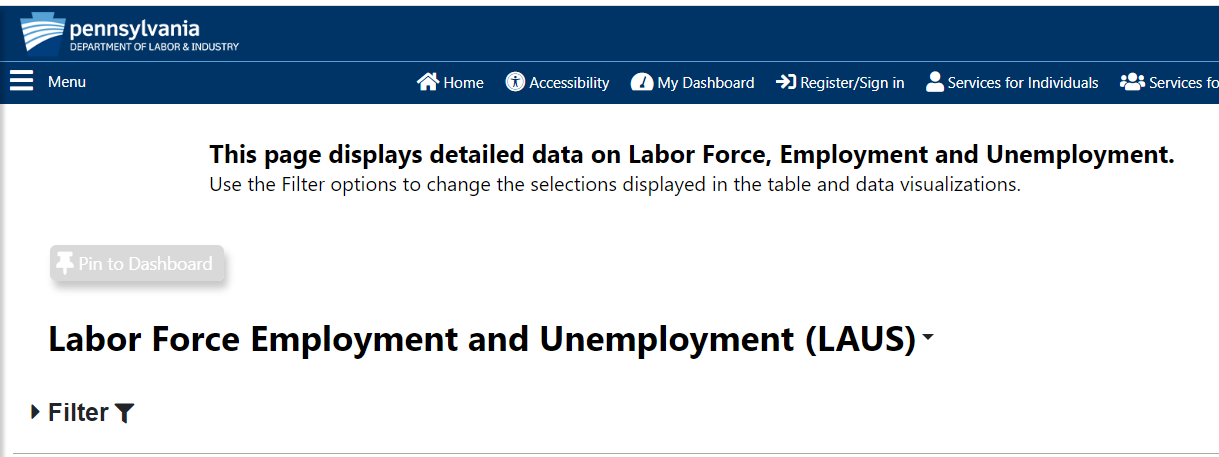 pennsylvania
DEPARTMENT OF LABOR & INDUSTRY
Menu Home Accessibility My Dashboard Register/Sign in Services for Individuals Services fo
This page displays detailed data on Labor Force, Employment and Unemployment.
Use the Filter options to change the selections displayed in the table and data visualizations.
Pin to Dashboard
Labor Force Employment and Unemployment (LAUS)
Filter